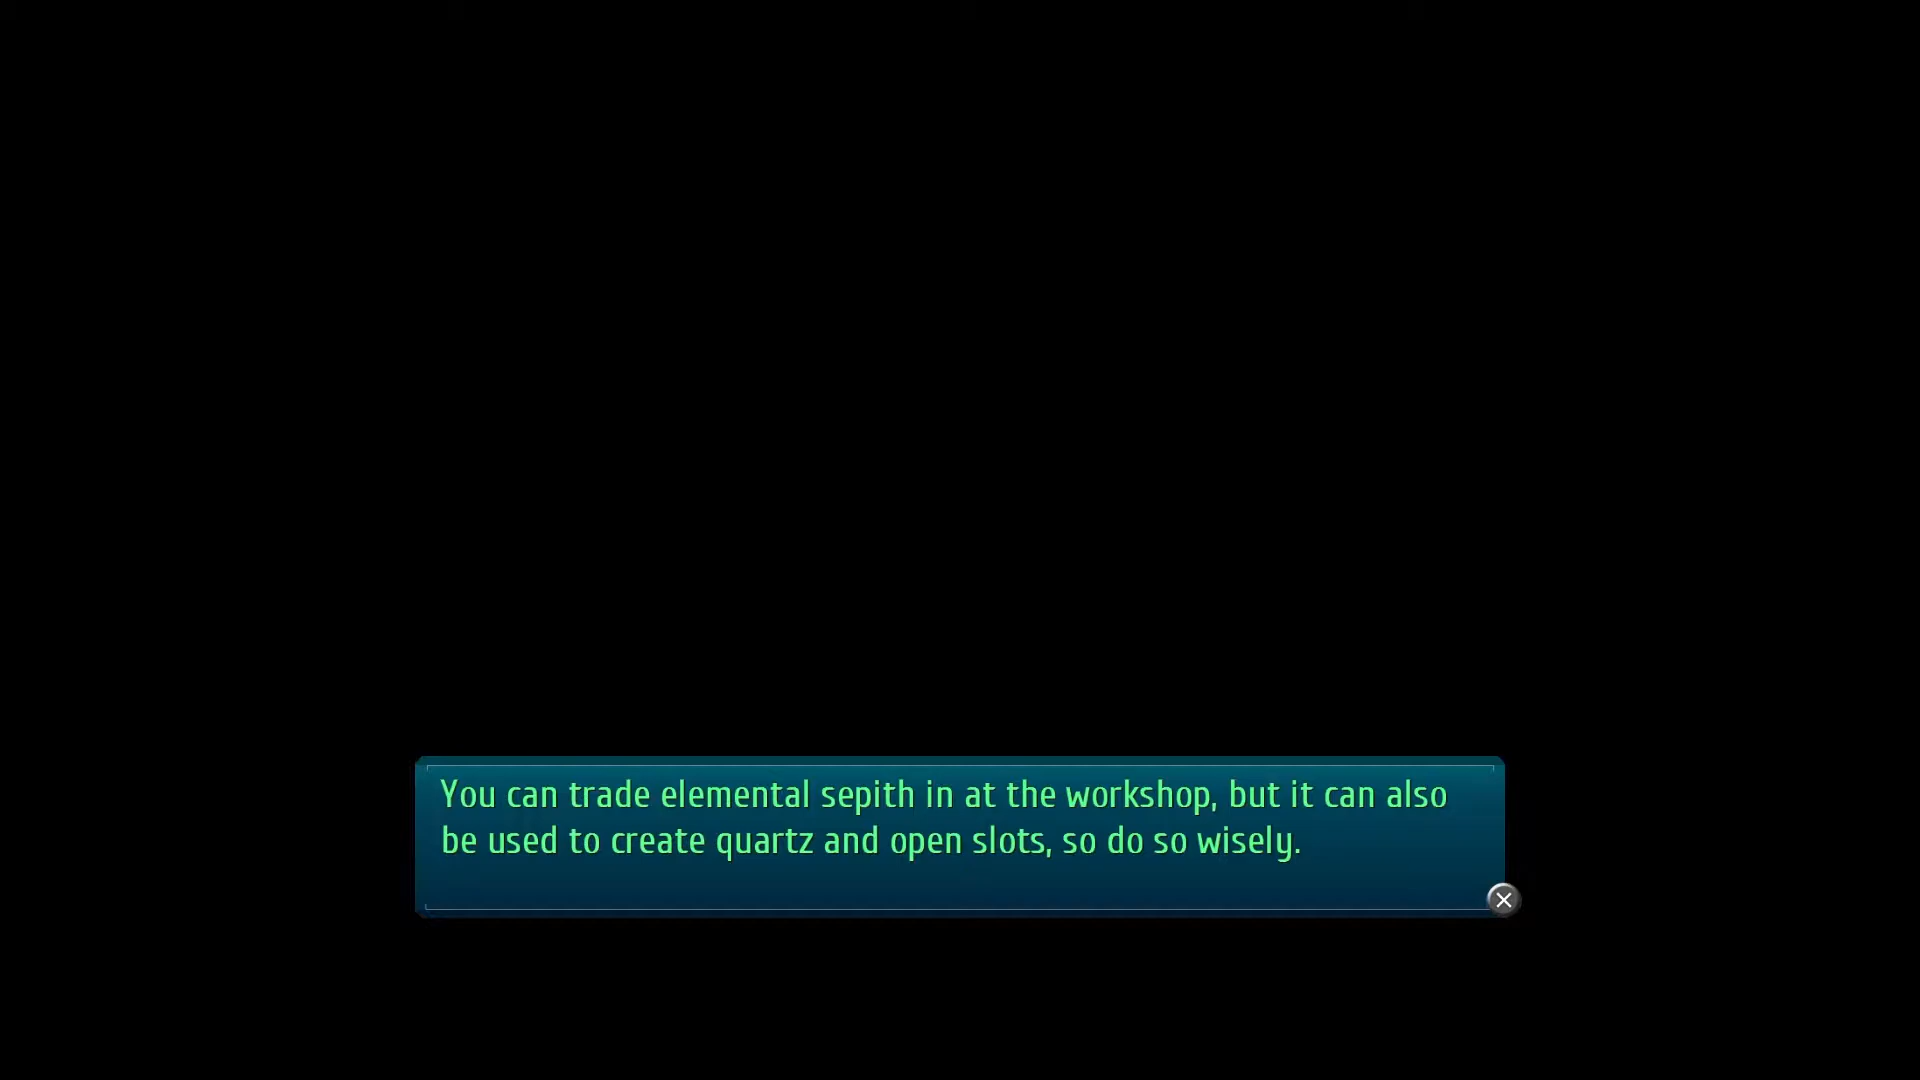 You can trade elemental sepith in at the workshop, but it can also
be used to create quartz and open slots, so do so wisely.